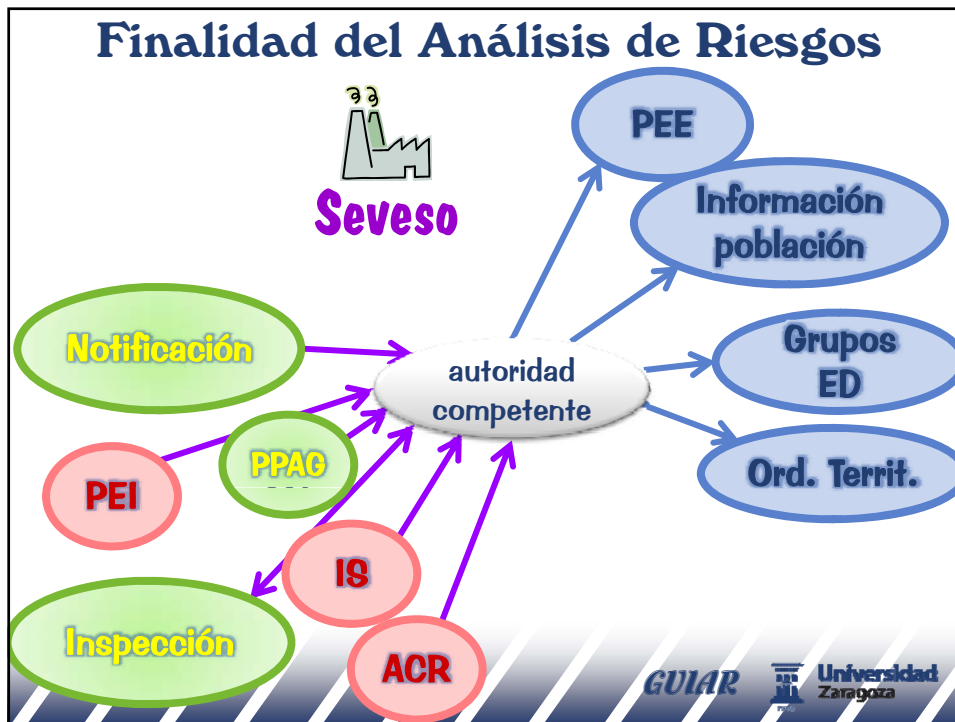 Finalidad del Análisis de Riesgos
Seveso
PEE
Información
población
Notificación
autoridad
competente
Grupos
ED
PEI
PPAG
Ord. Territ.
IS
Inspección
ACR
GUIAR
Universidad
Zaragoza